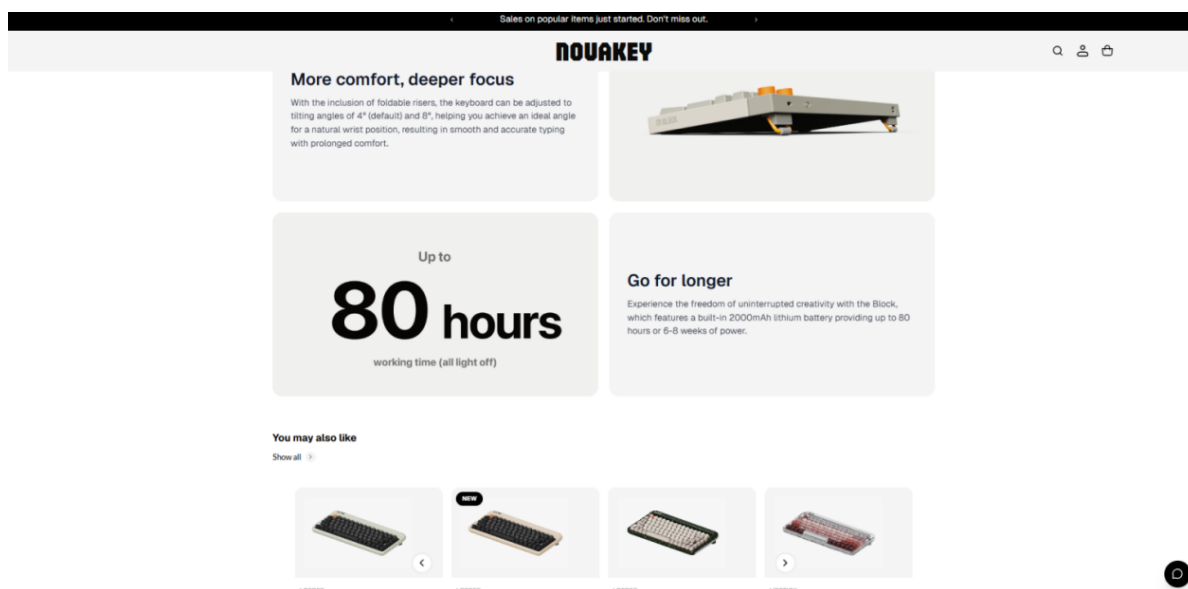 Sales on popular items just started. Don't miss out.
NOUAKEY
More comfort, deeper focus
With the inclusion of foldable risers, the keyboard can be adjusted to
tilting angles of 4° (default) and 8°, helping you achieve an ideal angle
for a natural wrist position, resulting in smooth and accurate typing
with prolonged comfort.
Up to
80 hours
working time (all light off)
Go for longer
Experience the freedom of uninterrupted creativity with the Block,
which features a built-in 2000mAh lithium battery providing up to 80
hours or 6-8 weeks of power.
You may also like
Show all
NEW